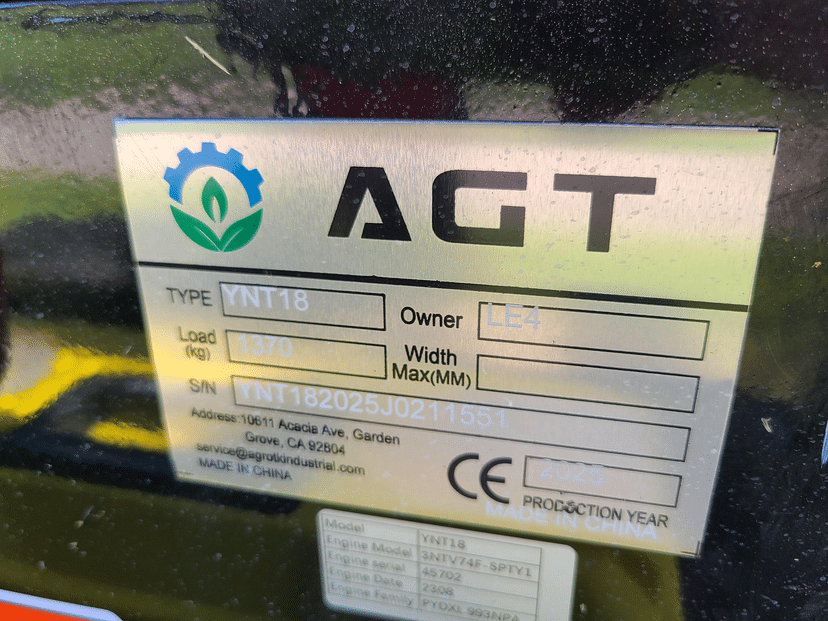 AGT
TYPE YNT18 Owner LE4
Load (kg) 1370 Width Max(MM)
S/N YNT182025J0211551
Address:10611 Acacia Ave, Garden
Grove, CA 92804
service@agrotkindustrial.com
MADE IN CHINA
CE 2025
PRODUCTION YEAR
MADE IN CHINA
Model YNT18
Engine Model 3NTV74F-SPTY1
Engine serial 45702
Engine Date 2308
Engine Family